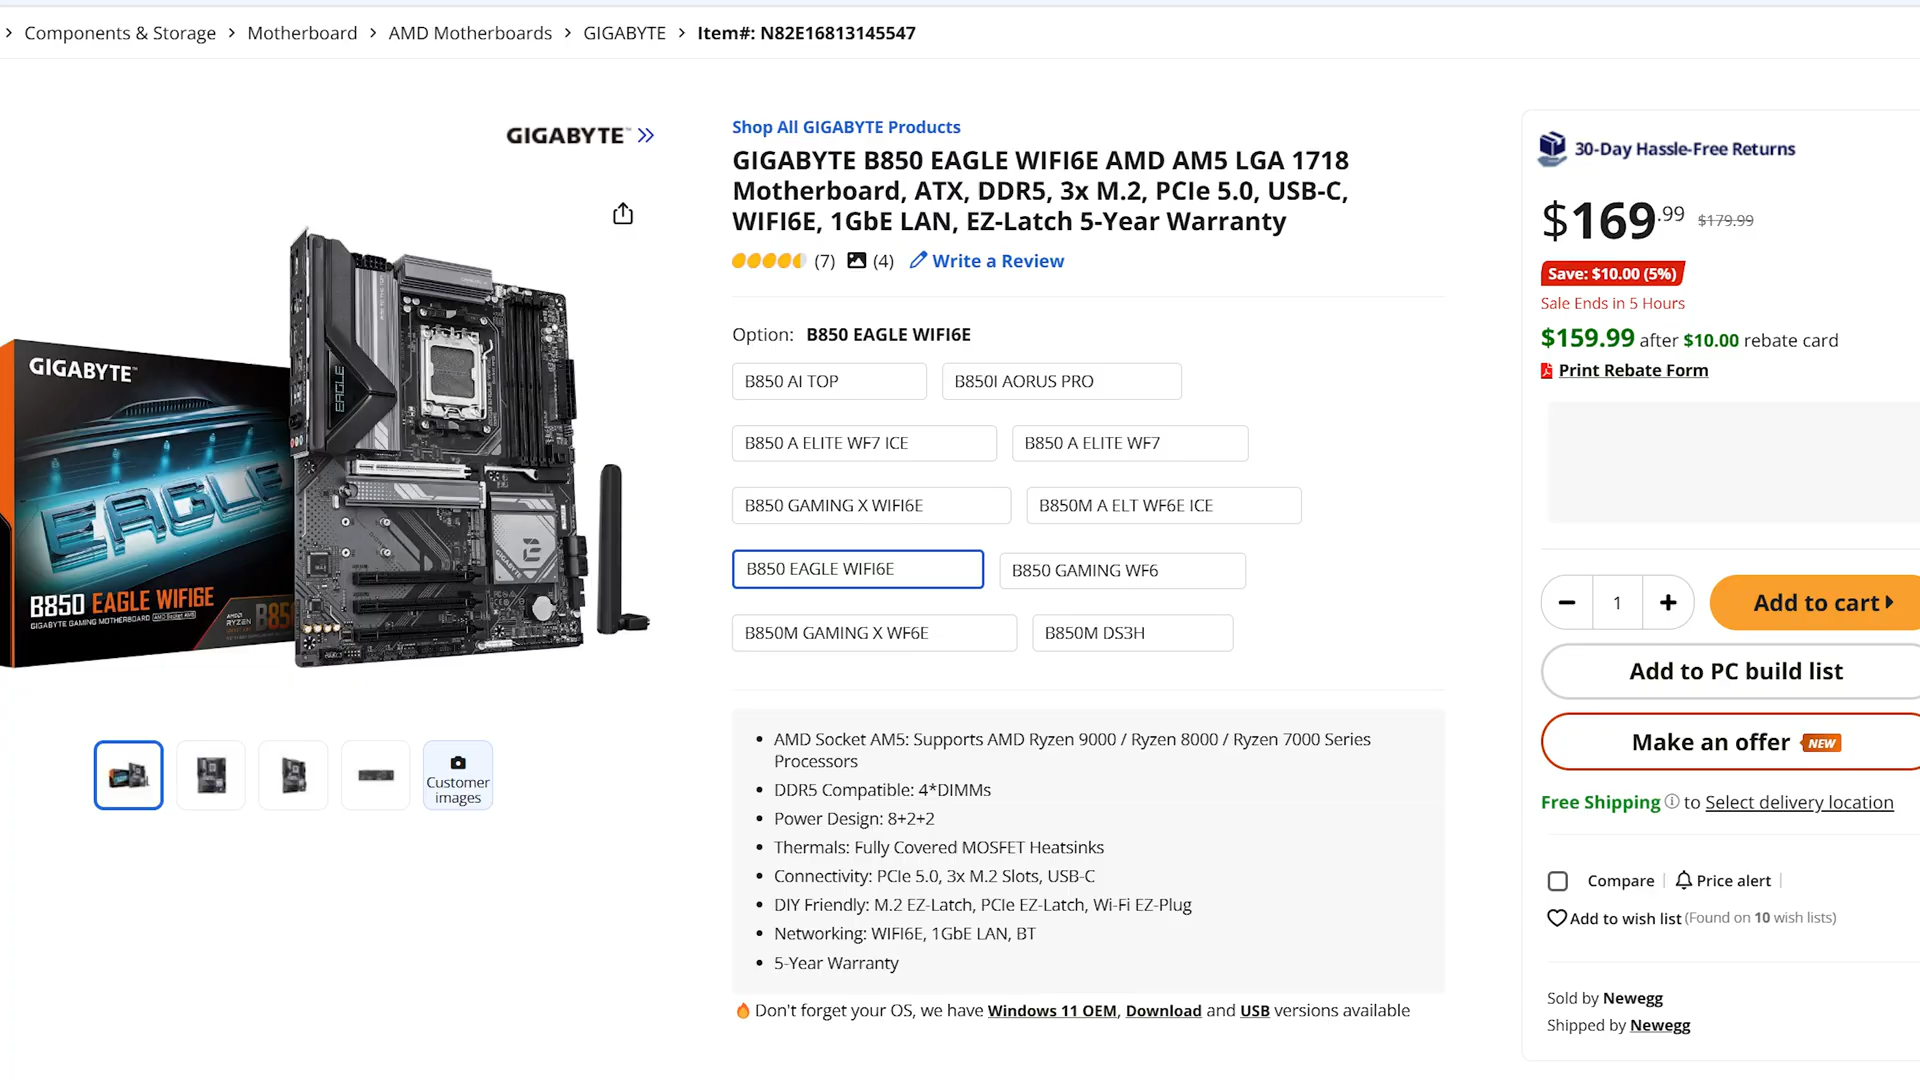 Components & Storage > Motherboard > AMD Motherboards > GIGABYTE > Item#: N82E16813145547
GIGABYTE™
GIGABYTE™
EAGLE
EAGLE
B850 EAGLE WIFI6E
GIGABYTE GAMING MOTHERBOARD
AMD Socket AM5
AMD
RYZEN
B850
GIGABYTE
Customer
images
Shop All GIGABYTE Products
GIGABYTE B850 EAGLE WIFI6E AMD AM5 LGA 1718
Motherboard, ATX, DDR5, 3x M.2, PCIe 5.0, USB-C,
WIFI6E, 1GbE LAN, EZ-Latch 5-Year Warranty
(7) (4) Write a Review
Option: B850 EAGLE WIFI6E
B850 AI TOP
B850I AORUS PRO
B850 A ELITE WF7 ICE
B850 A ELITE WF7
B850 GAMING X WIFI6E
B850M A ELT WF6E ICE
B850 EAGLE WIFI6E
B850 GAMING WF6
B850M GAMING X WF6E
B850M DS3H
• AMD Socket AM5: Supports AMD Ryzen 9000 / Ryzen 8000 / Ryzen 7000 Series
Processors
• DDR5 Compatible: 4*DIMMs
• Power Design: 8+2+2
• Thermals: Fully Covered MOSFET Heatsinks
• Connectivity: PCIe 5.0, 3x M.2 Slots, USB-C
• DIY Friendly: M.2 EZ-Latch, PCIe EZ-Latch, Wi-Fi EZ-Plug
• Networking: WIFI6E, 1GbE LAN, BT
• 5-Year Warranty
Don't forget your OS, we have Windows 11 OEM, Download and USB versions available
30-Day Hassle-Free Returns
$169.99 $179.99
Save: $10.00 (5%)
Sale Ends in 5 Hours
$159.99 after $10.00 rebate card
Print Rebate Form
1
Add to cart
Add to PC build list
Make an offer NEW
Free Shipping to Select delivery location
Compare
Price alert
Add to wish list (Found on 10 wish lists)
Sold by Newegg
Shipped by Newegg